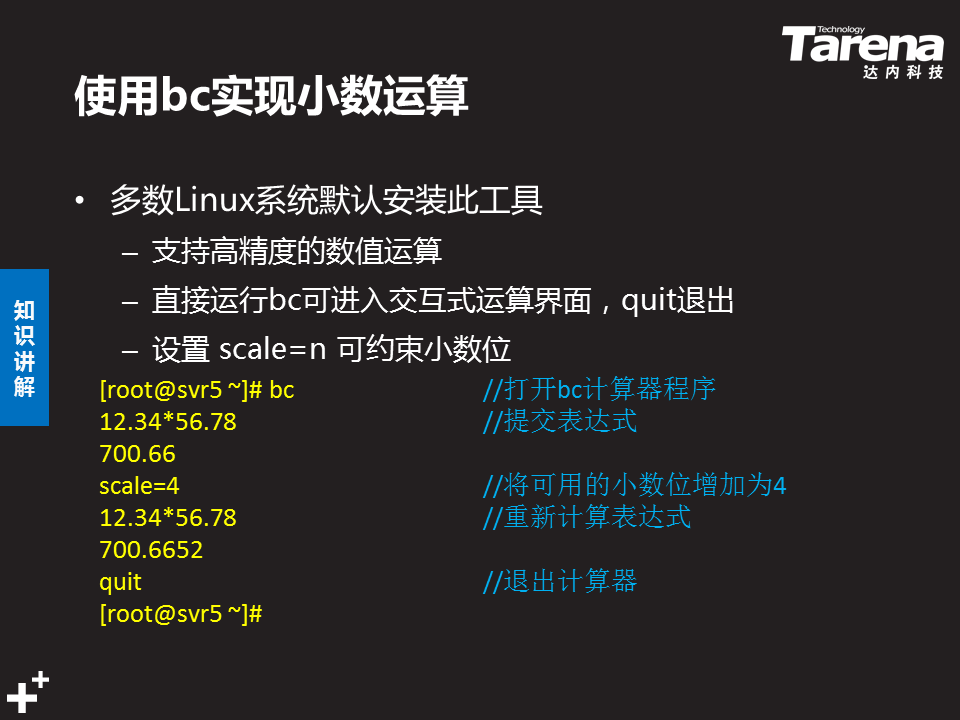 Technology
Tarena
达内科技
使用bc实现小数运算
• 多数Linux系统默认安装此工具
– 支持高精度的数值运算
– 直接运行bc可进入交互式运算界面，quit退出
– 设置 scale=n 可约束小数位
知识讲解
[root@svr5 ~]# bc //打开bc计算器程序
12.34*56.78 //提交表达式
700.66
scale=4 //将可用的小数位增加为4
12.34*56.78 //重新计算表达式
700.6652
quit //退出计算器
[root@svr5 ~]#